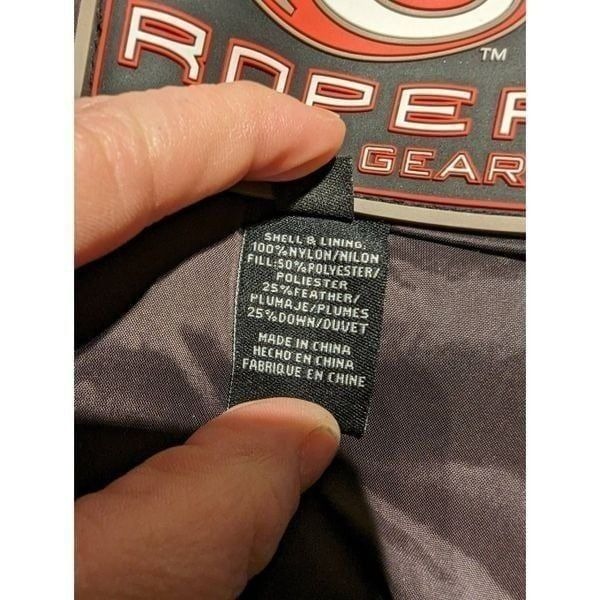 TM
ROPER
GEAR
SHELL & LINING:
100%NYLON/NILON
FILL:50%POLYESTER/
POLIESTER
25%FEATHER/
PLUMAJE/PLUMES
25%DOWN/DUVET
MADE IN CHINA
HECHO EN CHINA
FABRIQUE EN CHINE